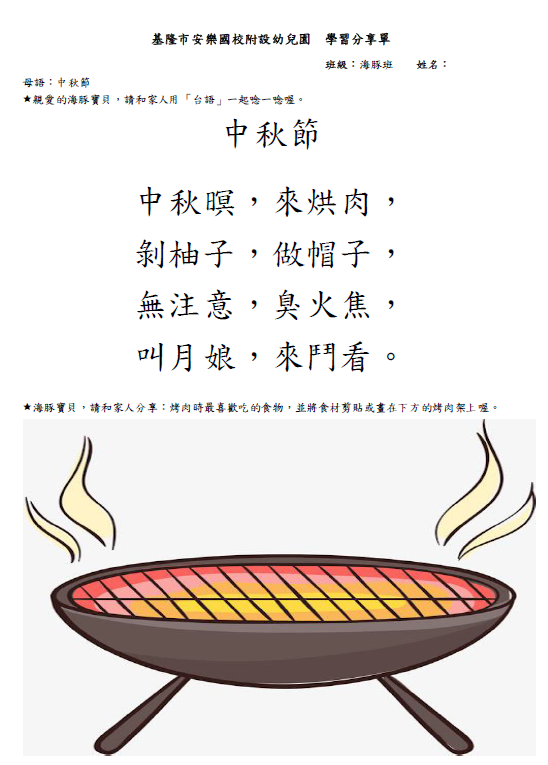 基隆市安樂國校附設幼兒園　學習分享單
班級：海豚班　　姓名：
母語：中秋節
★親愛的海豚寶貝，請和家人用「台語」一起唸一唸喔。
中秋節
中秋暝，來烘肉，
剝柚子，做帽子，
無注意，臭火焦，
叫月娘，來鬥看。
★海豚寶貝，請和家人分享：烤肉時最喜歡吃的食物，並將食材剪貼或畫在下方的烤肉架上喔。